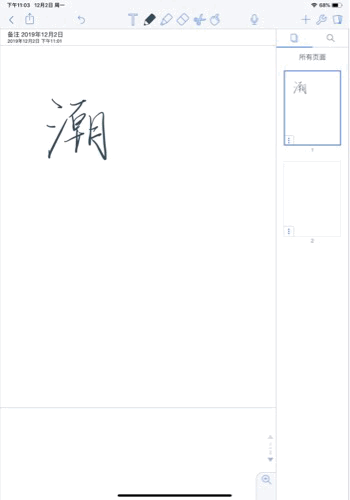 下午11:03 12月2日 周一
68%
备注 2019年12月2日
2019年12月2日 下午11:01
所有页面
潮
1
2